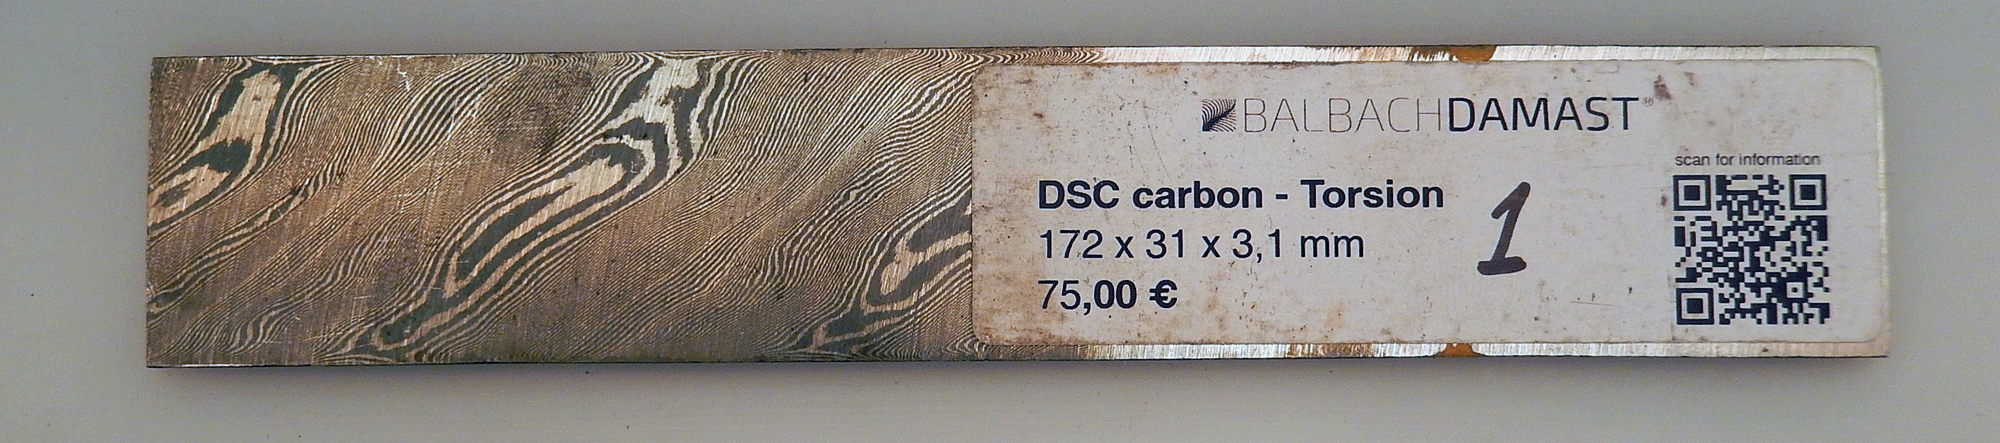 BALBACHDAMAST®
scan for information
DSC carbon - Torsion
172 x 31 x 3,1 mm
75,00 €
1